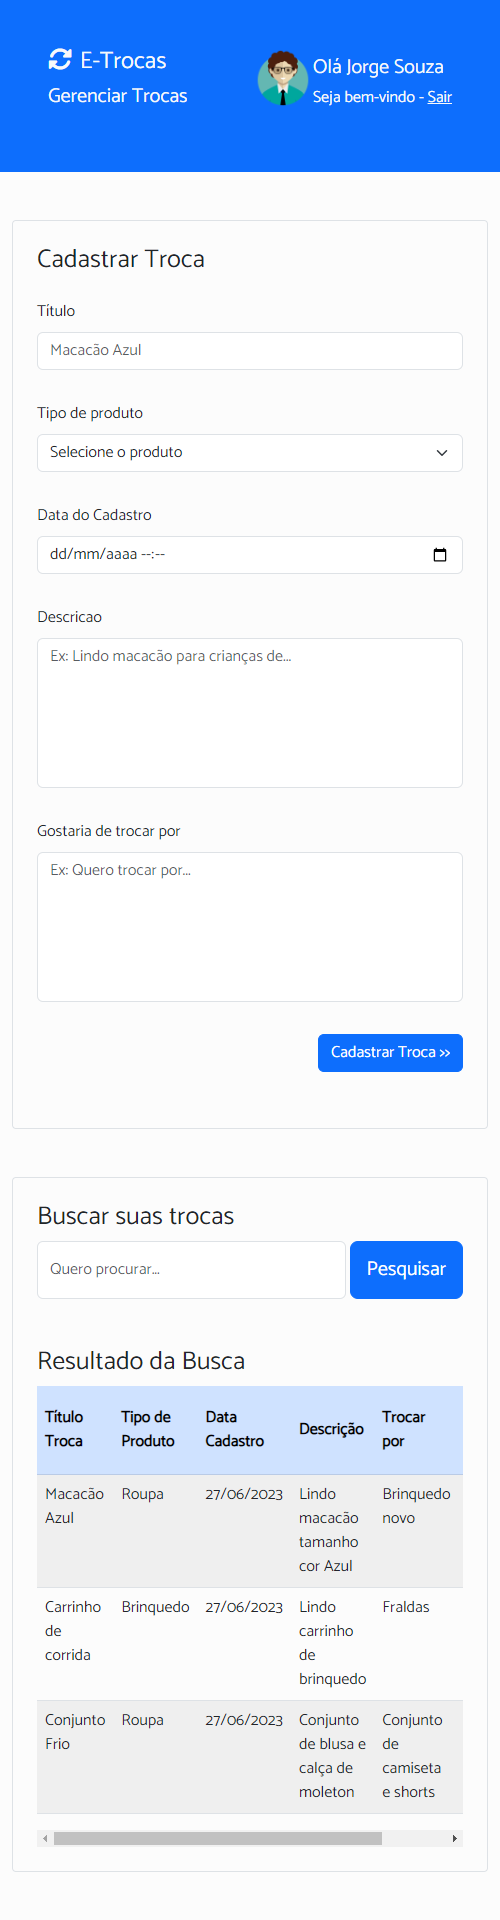 E-Trocas
Gerenciar Trocas
Olá Jorge Souza
Seja bem-vindo - Sair
Cadastrar Troca
Título
Macacão Azul
Tipo de produto
Selecione o produto
Data do Cadastro
dd/mm/aaaa --:--
Descricao
Ex: Lindo macacão para crianças de...
Gostaria de trocar por
Ex: Quero trocar por...
Cadastrar Troca >>
Buscar suas trocas
Quero procurar...
Pesquisar
Resultado da Busca
Título Troca
Tipo de Produto
Data Cadastro
Descrição
Trocar por
Macacão Azul
Roupa
27/06/2023
Lindo macacão tamanho cor Azul
Brinquedo novo
Carrinho de corrida
Brinquedo
27/06/2023
Lindo carrinho de brinquedo
Fraldas
Conjunto Frio
Roupa
27/06/2023
Conjunto de blusa e calça de moleton
Conjunto de camiseta e shorts